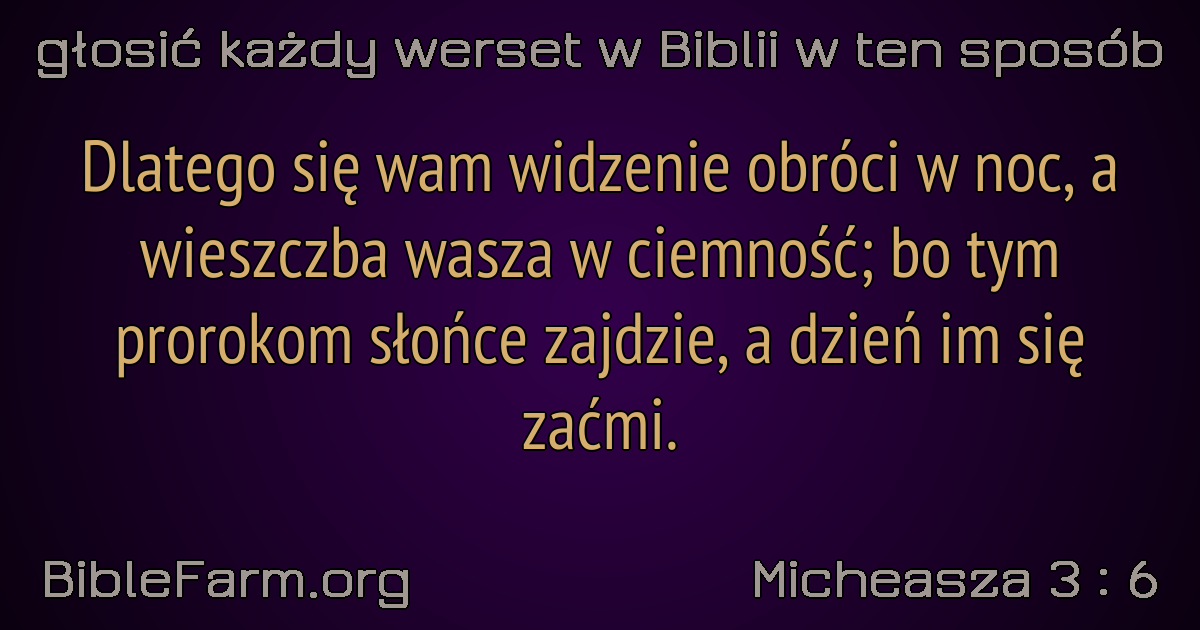 głosić każdy werset w Biblii w ten sposób
Dlatego się wam widzenie obróci w noc, a
wieszczba wasza w ciemność; bo tym
prorokom słońce zajdzie, a dzień im się
zaćmi.
BibleFarm.org
Micheasza 3 : 6